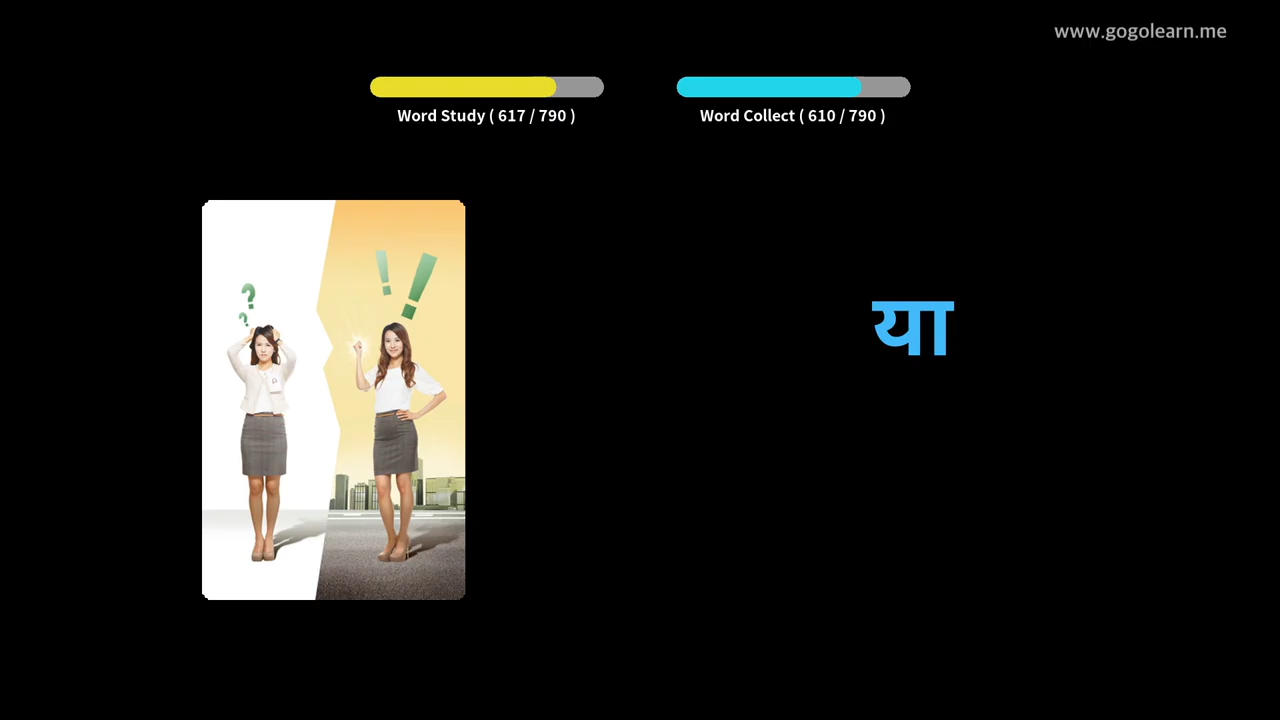 www.gogolearn.me
Word Study ( 617 / 790 )
Word Collect ( 610 / 790 )
? ?
! !
या